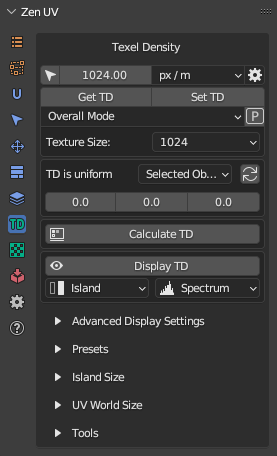 Zen UV
Texel Density
1024.00 px / m
Get TD Set TD
Overall Mode P
Texture Size: 1024
TD is uniform Selected Ob...
0.0 0.0 0.0
Calculate TD
Display TD
Island Spectrum
TD
Advanced Display Settings
Presets
Island Size
UV World Size
Tools